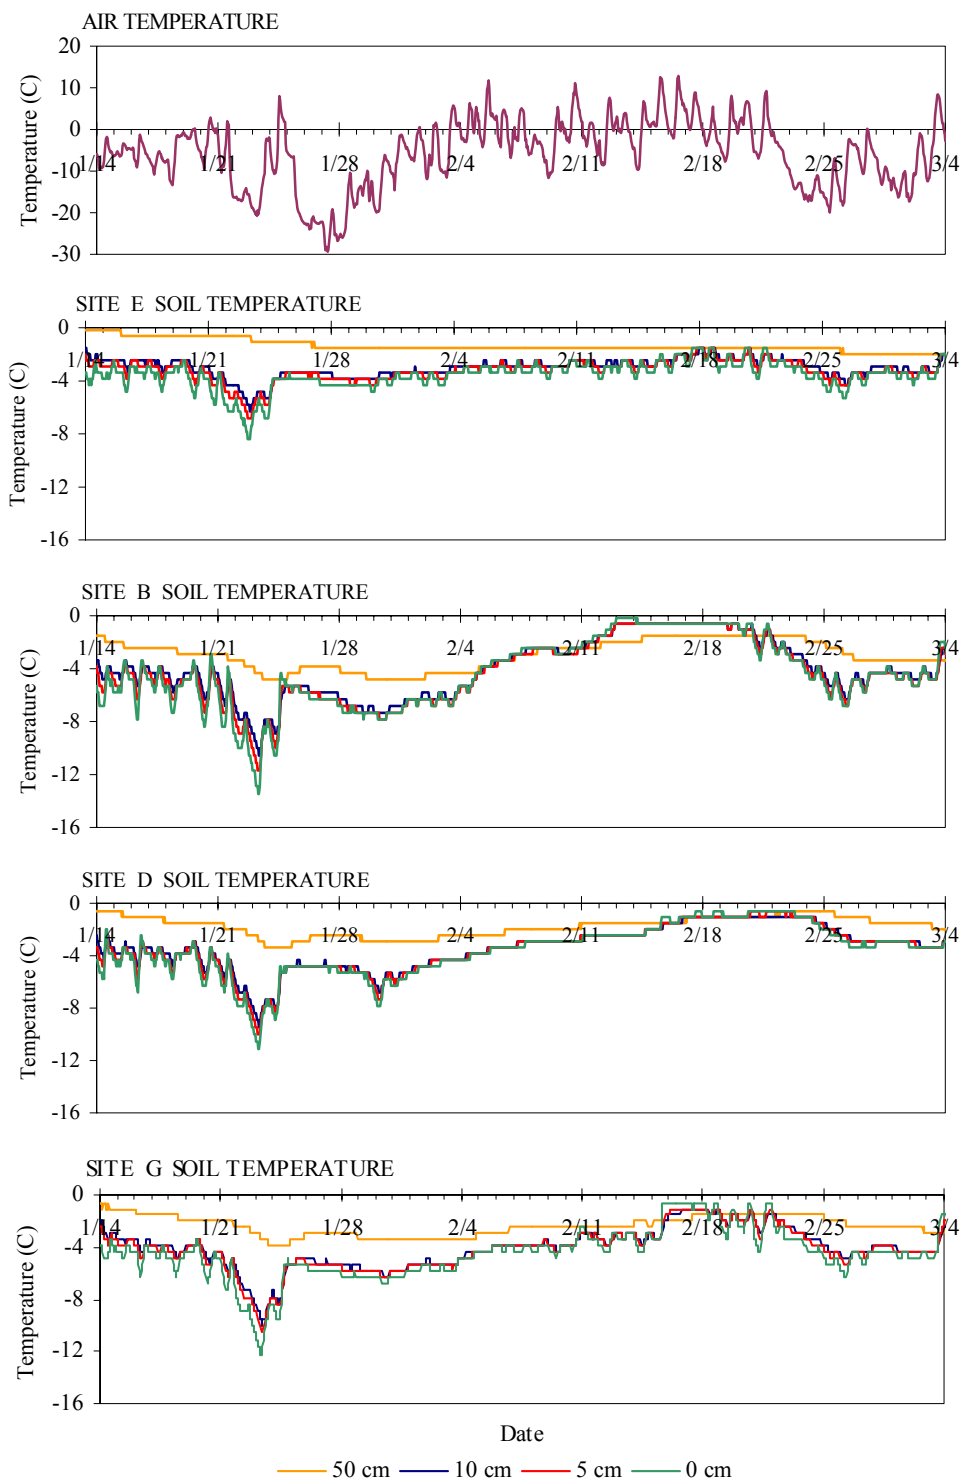 AIR TEMPERATURE
20
10
0
-10
-20
-30
Temperature (C)
1/14 1/21 1/28 2/4 2/11 2/18 2/25 3/4
SITE E SOIL TEMPERATURE
0
-4
-8
-12
-16
Temperature (C)
1/14 1/21 1/28 2/4 2/11 2/18 2/25 3/4
SITE B SOIL TEMPERATURE
0
-4
-8
-12
-16
Temperature (C)
1/14 1/21 1/28 2/4 2/11 2/18 2/25 3/4
SITE D SOIL TEMPERATURE
0
-4
-8
-12
-16
Temperature (C)
1/14 1/21 1/28 2/4 2/11 2/18 2/25 3/4
SITE G SOIL TEMPERATURE
0
-4
-8
-12
-16
Temperature (C)
1/14 1/21 1/28 2/4 2/11 2/18 2/25 3/4
Date
50 cm 10 cm 5 cm 0 cm